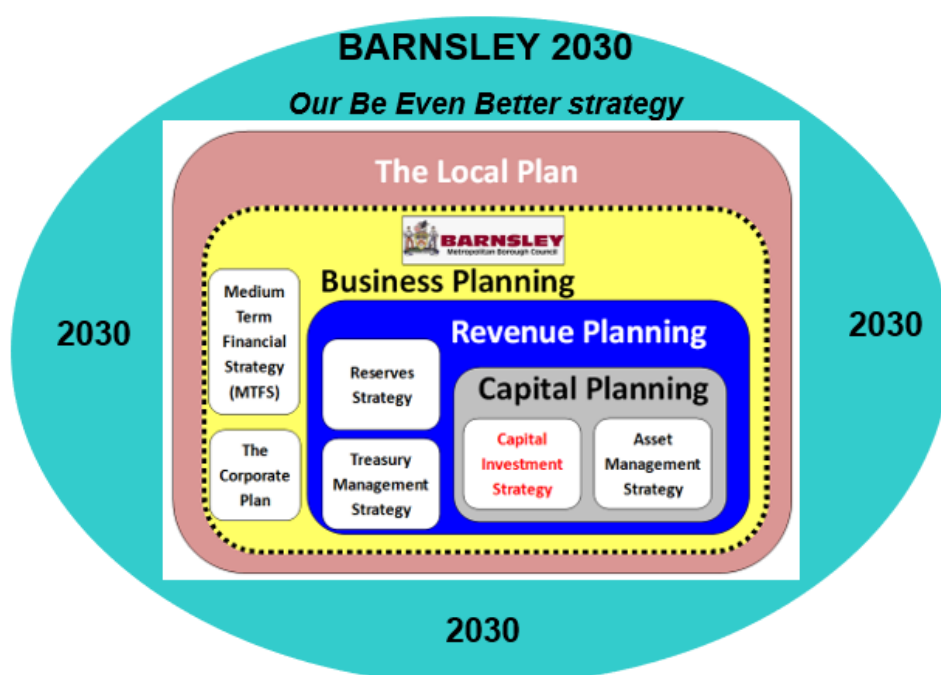 BARNSLEY 2030
Our Be Even Better strategy
The Local Plan
BARNSLEY
Metropolitan Borough Council
Business Planning
Medium
Term
Financial
Strategy
(MTFS)
The
Corporate
Plan
Revenue Planning
Reserves
Strategy
Treasury
Management
Strategy
Capital Planning
Capital
Investment
Strategy
Asset
Management
Strategy
2030
2030
2030